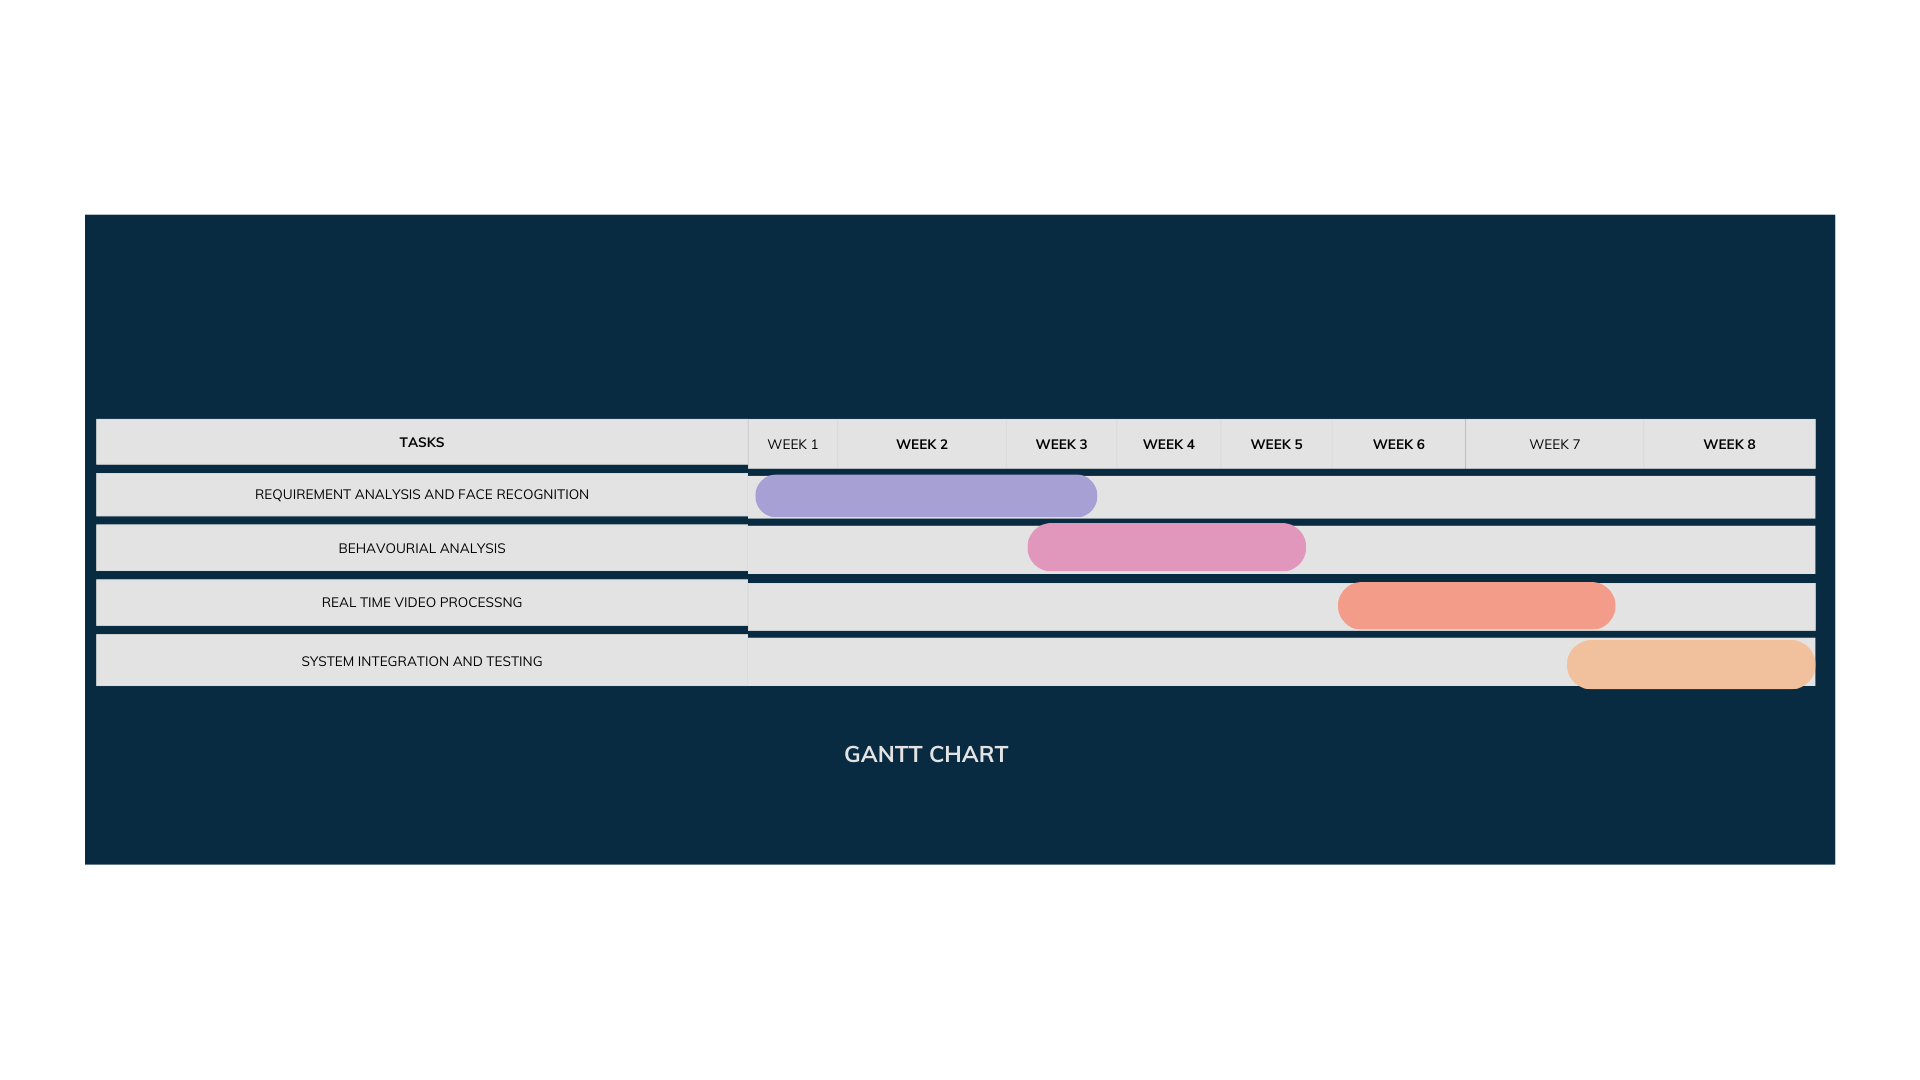 TASKS
WEEK 1
WEEK 2
WEEK 3
WEEK 4
WEEK 5
WEEK 6
WEEK 7
WEEK 8
REQUIREMENT ANALYSIS AND FACE RECOGNITION
BEHAVOURIAL ANALYSIS
REAL TIME VIDEO PROCESSNG
SYSTEM INTEGRATION AND TESTING
GANTT CHART